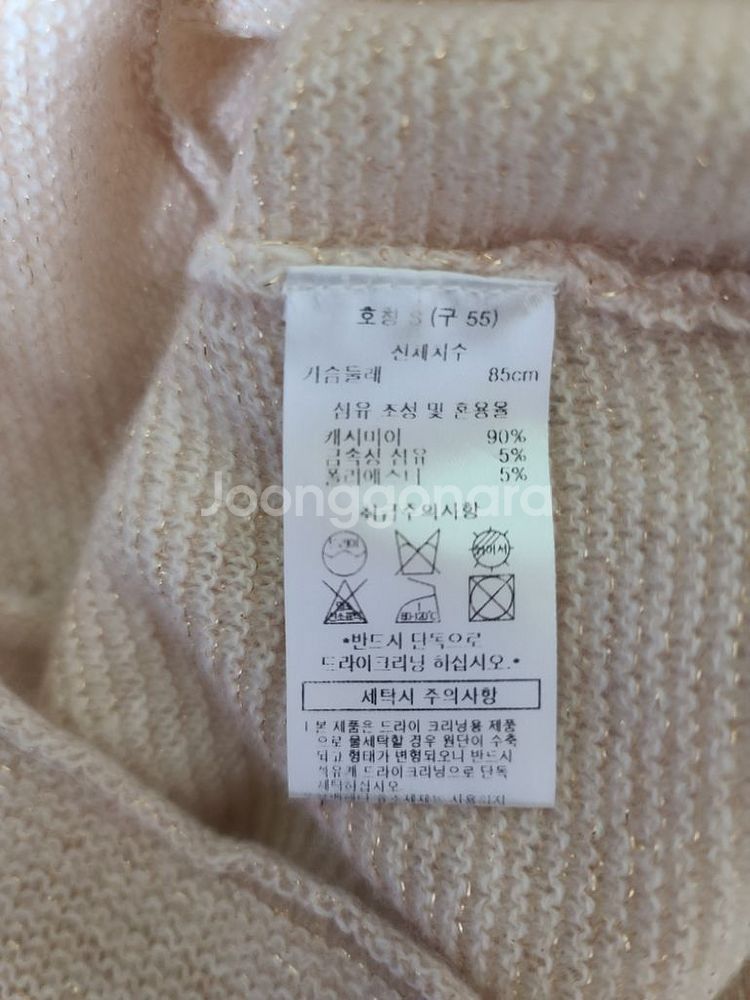 호칭 S (구 55)
신체치수
가슴둘레 85cm
섬유 조성 및 혼용율
캐시미어 90%
금속성 섬유 5%
폴리에스터 5%
Joonggonara
취급주의사항
80-120℃
*반드시 단독으로
드라이크리닝 하십시오.*
세탁시 주의사항
본 제품은 드라이 크리닝용 제품
으로 물세탁할 경우 원단이 수축
되고 형태가 변형되오니 반드시
석유계 드라이크리닝으로 단독
세탁하십시오